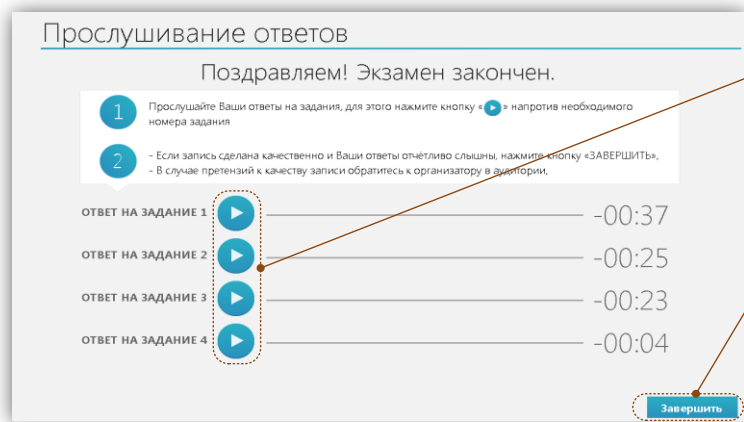 Прослушивание ответов
Поздравляем! Экзамен закончен.
1
Прослушайте Ваши ответы на задания, для этого нажмите кнопку « » напротив необходимого
номера задания
2
- Если запись сделана качественно и Ваши ответы отчётливо слышны, нажмите кнопку «ЗАВЕРШИТЬ»,
- В случае претензий к качеству записи обратитесь к организатору в аудитории,
ОТВЕТ НА ЗАДАНИЕ 1 -00:37
ОТВЕТ НА ЗАДАНИЕ 2 -00:25
ОТВЕТ НА ЗАДАНИЕ 3 -00:23
ОТВЕТ НА ЗАДАНИЕ 4 -00:04
Завершить